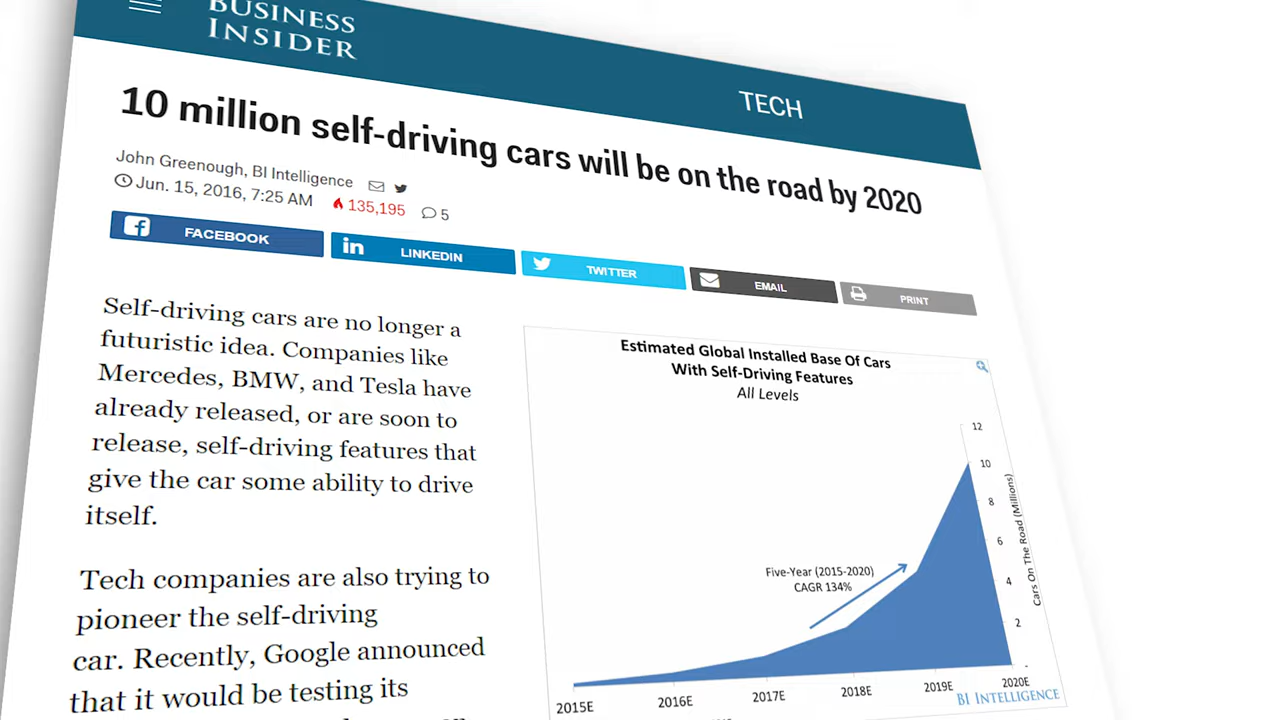 BUSINESS
INSIDER
TECH
10 million self-driving cars will be on the road by 2020
John Greenough, BI Intelligence
Jun. 15, 2016, 7:25 AM 135,195 5
FACEBOOK LINKEDIN TWITTER EMAIL PRINT
Self-driving cars are no longer a
futuristic idea. Companies like
Mercedes, BMW, and Tesla have
already released, or are soon to
release, self-driving features that
give the car some ability to drive
itself.
Tech companies are also trying to
pioneer the self-driving
car. Recently, Google announced
that it would be testing its
Estimated Global Installed Base Of Cars
With Self-Driving Features
All Levels
12
10
8
6
4
2
-
Cars On The Road (Millions)
Five-Year (2015-2020)
CAGR 134%
2015E 2016E 2017E 2018E 2019E 2020E
BI INTELLIGENCE